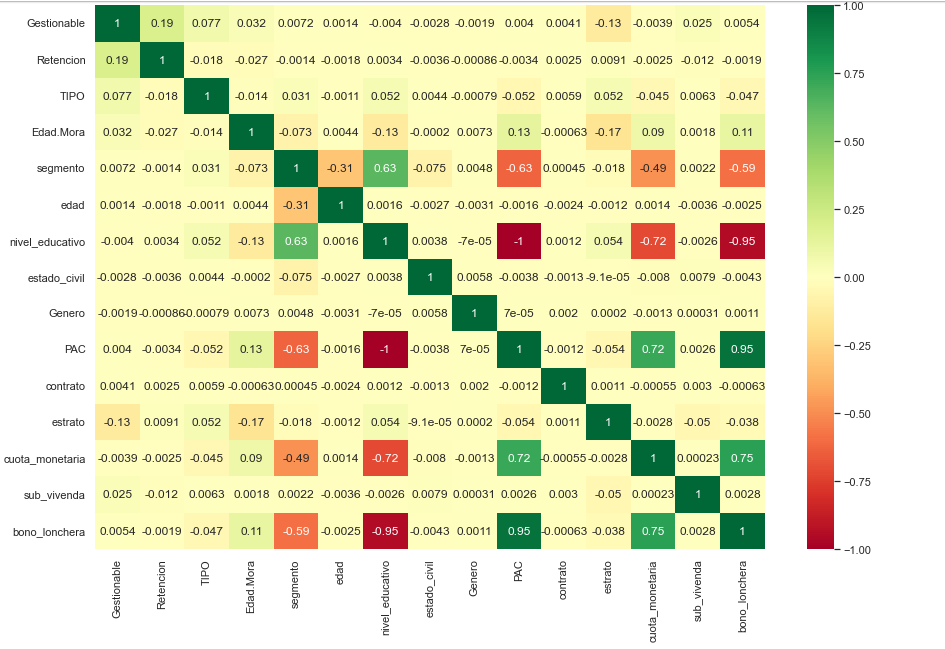 Gestionable 1 0.19 0.077 0.032 0.0072 0.0014 -0.004 -0.0028 -0.0019 0.004 0.0041 -0.13 -0.0039 0.025 0.0054
Retencion 0.19 1 -0.018 -0.027 -0.0014 -0.0018 0.0034 -0.0036 -0.00086 -0.0034 0.0025 0.0091 -0.0025 -0.012 -0.0019
TIPO 0.077 -0.018 1 -0.014 0.031 -0.0011 0.052 0.0044 -0.00079 -0.052 0.0059 0.052 -0.045 0.0063 -0.047
Edad.Mora 0.032 -0.027 -0.014 1 -0.073 0.0044 -0.13 -0.0002 0.0073 0.13 -0.00063 -0.17 0.09 0.0018 0.11
segmento 0.0072 -0.0014 0.031 -0.073 1 -0.31 0.63 -0.075 0.0048 -0.63 0.00045 -0.018 -0.49 0.0022 -0.59
edad 0.0014 -0.0018 -0.0011 0.0044 -0.31 1 0.0016 -0.0027 -0.0031 -0.0016 -0.0024 -0.0012 0.0014 -0.0036 -0.0025
nivel_educativo -0.004 0.0034 0.052 -0.13 0.63 0.0016 1 0.0038 -7e-05 -1 0.0012 0.054 -0.72 -0.0026 -0.95
estado_civil -0.0028 -0.0036 0.0044 -0.0002 -0.075 -0.0027 0.0038 1 0.0058 -0.0038 -0.0013 -9.1e-05 -0.008 0.0079 -0.0043
Genero -0.0019 -0.00086 -0.00079 0.0073 0.0048 -0.0031 -7e-05 0.0058 1 7e-05 0.002 0.0002 -0.0013 0.00031 0.0011
PAC 0.004 -0.0034 -0.052 0.13 -0.63 -0.0016 -1 -0.0038 7e-05 1 -0.0012 -0.054 0.72 0.0026 0.95
contrato 0.0041 0.0025 0.0059 -0.00063 0.00045 -0.0024 0.0012 -0.0013 0.002 -0.0012 1 0.0011 -0.00055 0.003 -0.00063
estrato -0.13 0.0091 0.052 -0.17 -0.018 -0.0012 0.054 -9.1e-05 0.0002 -0.054 0.0011 1 -0.0028 -0.05 -0.038
cuota_monetaria -0.0039 -0.0025 -0.045 0.09 -0.49 0.0014 -0.72 -0.008 -0.0013 0.72 -0.00055 -0.0028 1 0.00023 0.75
sub_vivenda 0.025 -0.012 0.0063 0.0018 0.0022 -0.0036 -0.0026 0.0079 0.00031 0.0026 0.003 -0.05 0.00023 1 0.0028
bono_lonchera 0.0054 -0.0019 -0.047 0.11 -0.59 -0.0025 -0.95 -0.0043 0.0011 0.95 -0.00063 -0.038 0.75 0.0028 1
Gestionable
Retencion
TIPO
Edad.Mora
segmento
edad
nivel_educativo
estado_civil
Genero
PAC
contrato
estrato
cuota_monetaria
sub_vivenda
bono_lonchera
1.00
0.75
0.50
0.25
0.00
−0.25
−0.50
−0.75
−1.00